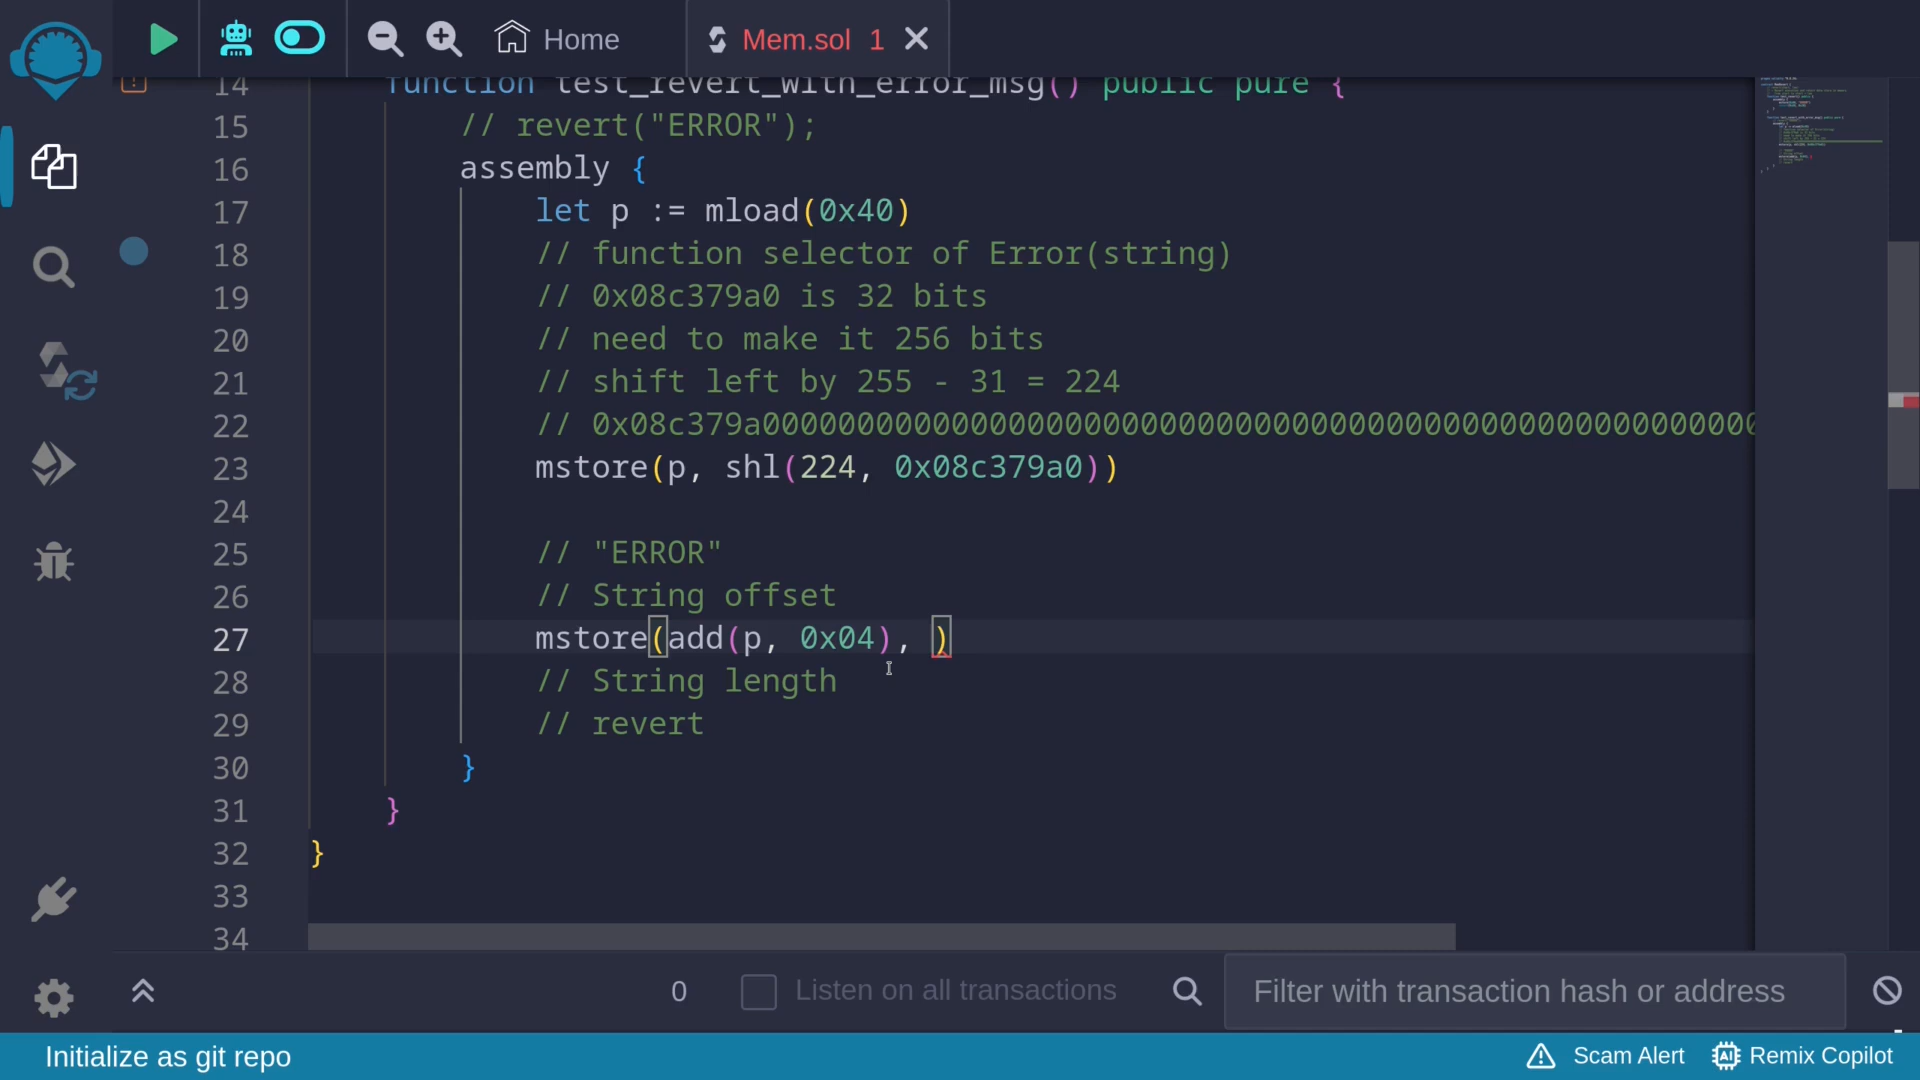 Home
Mem.sol 1
14 function test_revert_with_error_msg() public pure {
15 // revert("ERROR");
16 assembly {
17 let p := mload(0x40)
18 // function selector of Error(string)
19 // 0x08c379a0 is 32 bits
20 // need to make it 256 bits
21 // shift left by 255 - 31 = 224
22 // 0x08c379a00000000000000000000000000000000000000000000000000000
23 mstore(p, shl(224, 0x08c379a0))
24
25 // "ERROR"
26 // String offset
27 mstore(add(p, 0x04), )
28 // String length
29 // revert
30 }
31 }
32 }
33
34
0 Listen on all transactions Filter with transaction hash or address
Initialize as git repo Scam Alert AI Remix Copilot